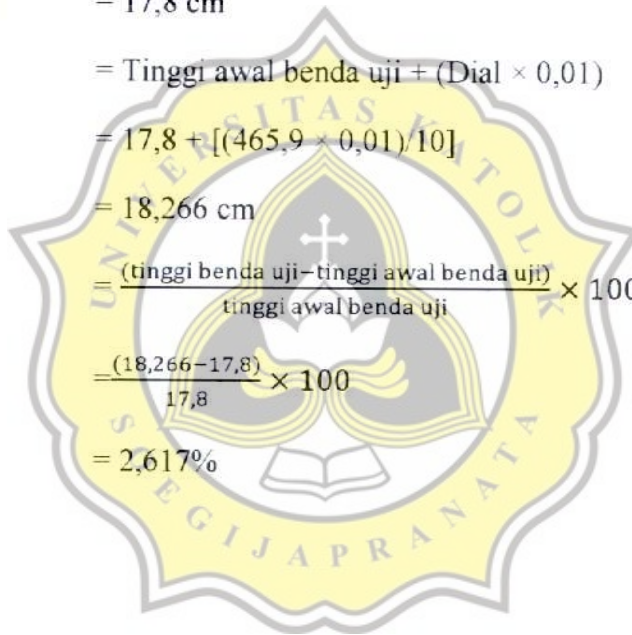 = 17,8 cm
= Tinggi awal benda uji + (Dial × 0,01)
= 17,8 + [(465,9 × 0,01)/10]
= 18,266 cm
= (tinggi benda uji−tinggi awal benda uji)/tinggi awal benda uji × 100
= (18,266−17,8)/17,8 × 100
= 2,617%
UNIVERSITAS KATOLIK
SOEGIJAPRANATA